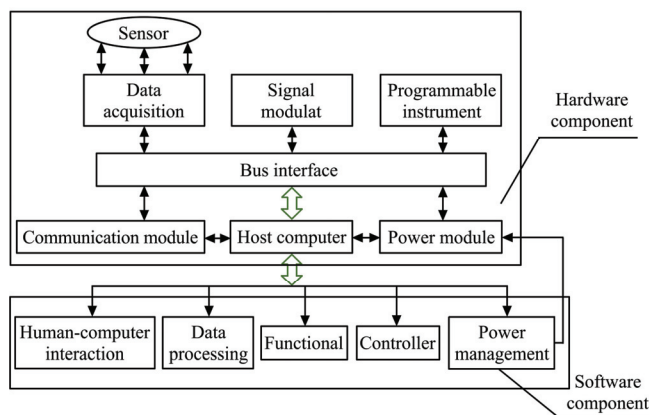 Sensor
Data
acquisition
Signal
modulat
Programmable
instrument
Hardware
component
Bus interface
Communication module
Host computer
Power module
Human-computer
interaction
Data
processing
Functional
Controller
Power
management
Software
component